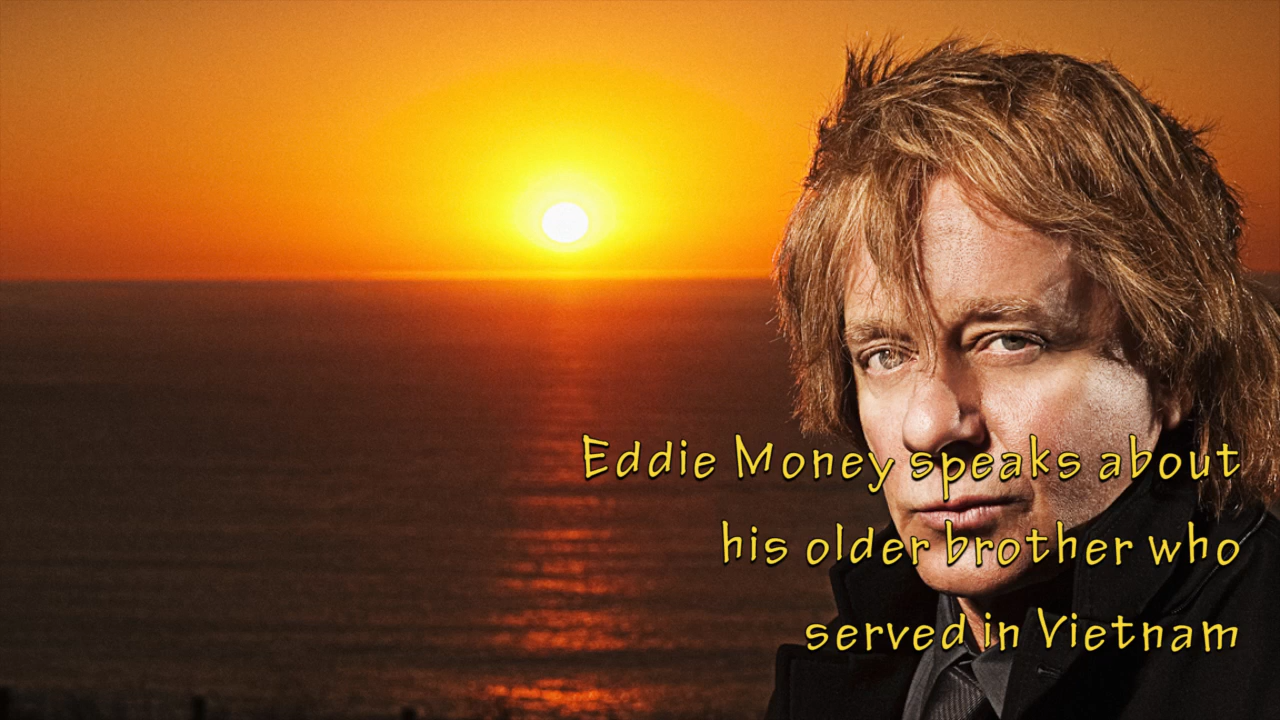 Eddie Money speaks about
his older brother who
served in Vietnam